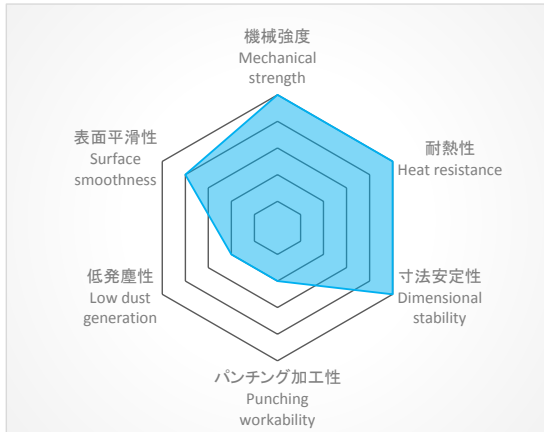 機械強度
Mechanical
strength
耐熱性
Heat resistance
寸法安定性
Dimensional
stability
パンチング加工性
Punching
workability
低発塵性
Low dust
generation
表面平滑性
Surface
smoothness